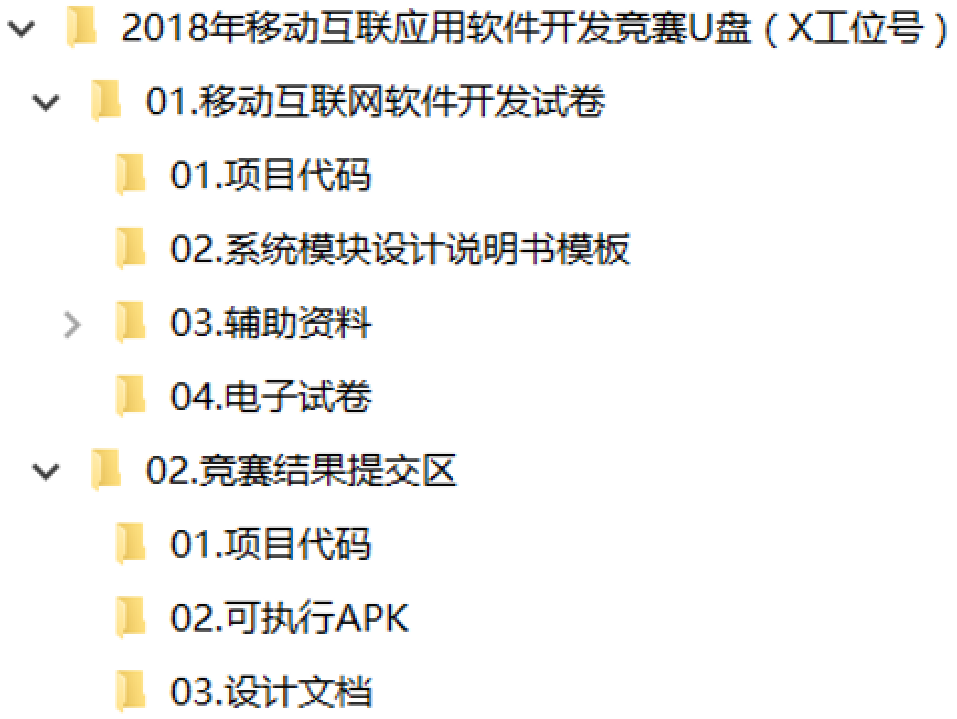 2018年移动互联应用软件开发竞赛U盘（X工位号）
01.移动互联网软件开发试卷
01.项目代码
02.系统模块设计说明书模板
03.辅助资料
04.电子试卷
02.竞赛结果提交区
01.项目代码
02.可执行APK
03.设计文档